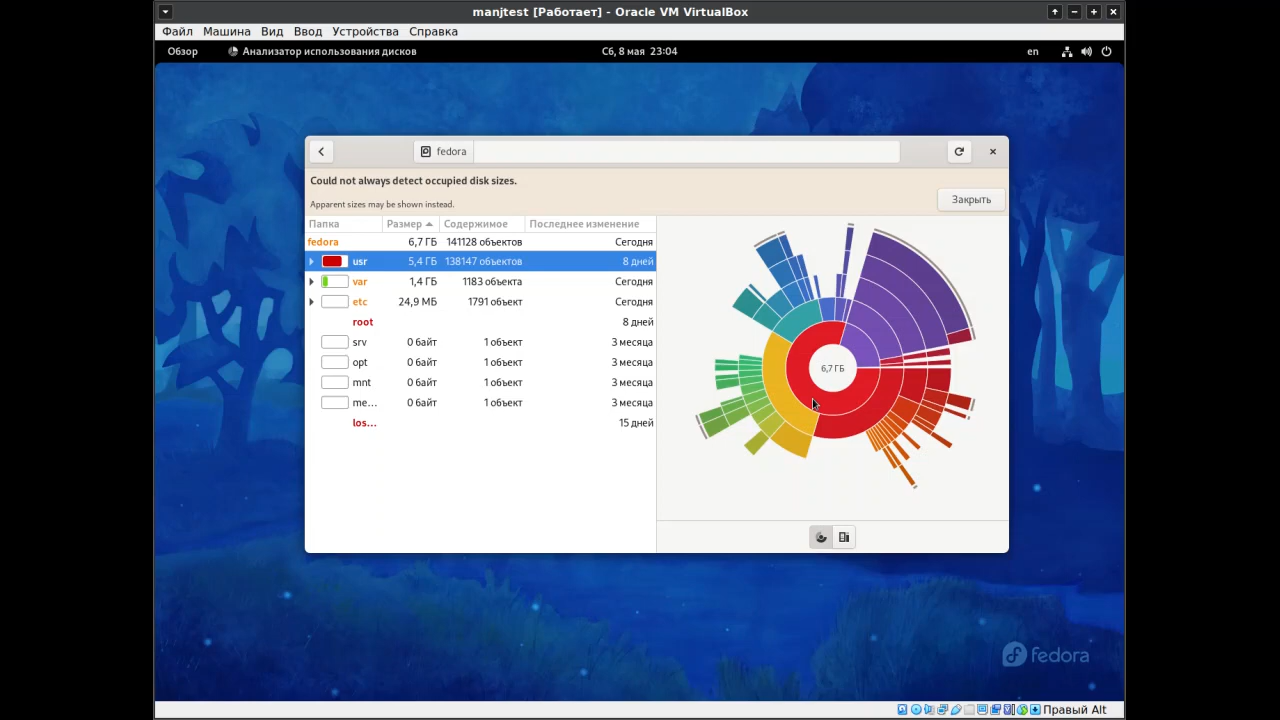 manjtest [Работает] - Oracle VM VirtualBox
Файл Машина Вид Ввод Устройства Справка
Обзор Анализатор использования дисков Сб, 8 мая 23:04 en
fedora
Could not always detect occupied disk sizes.
Apparent sizes may be shown instead.
Закрыть
Папка Размер Содержимое Последнее изменение
fedora 6,7 ГБ 141128 объектов Сегодня
usr 5,4 ГБ 138147 объектов 8 дней
var 1,4 ГБ 1183 объекта Сегодня
etc 24,9 МБ 1791 объект Сегодня
root 8 дней
srv 0 байт 1 объект 3 месяца
opt 0 байт 1 объект 3 месяца
mnt 0 байт 1 объект 3 месяца
me... 0 байт 1 объект 3 месяца
los... 15 дней
6,7 ГБ
fedora
Правый Alt